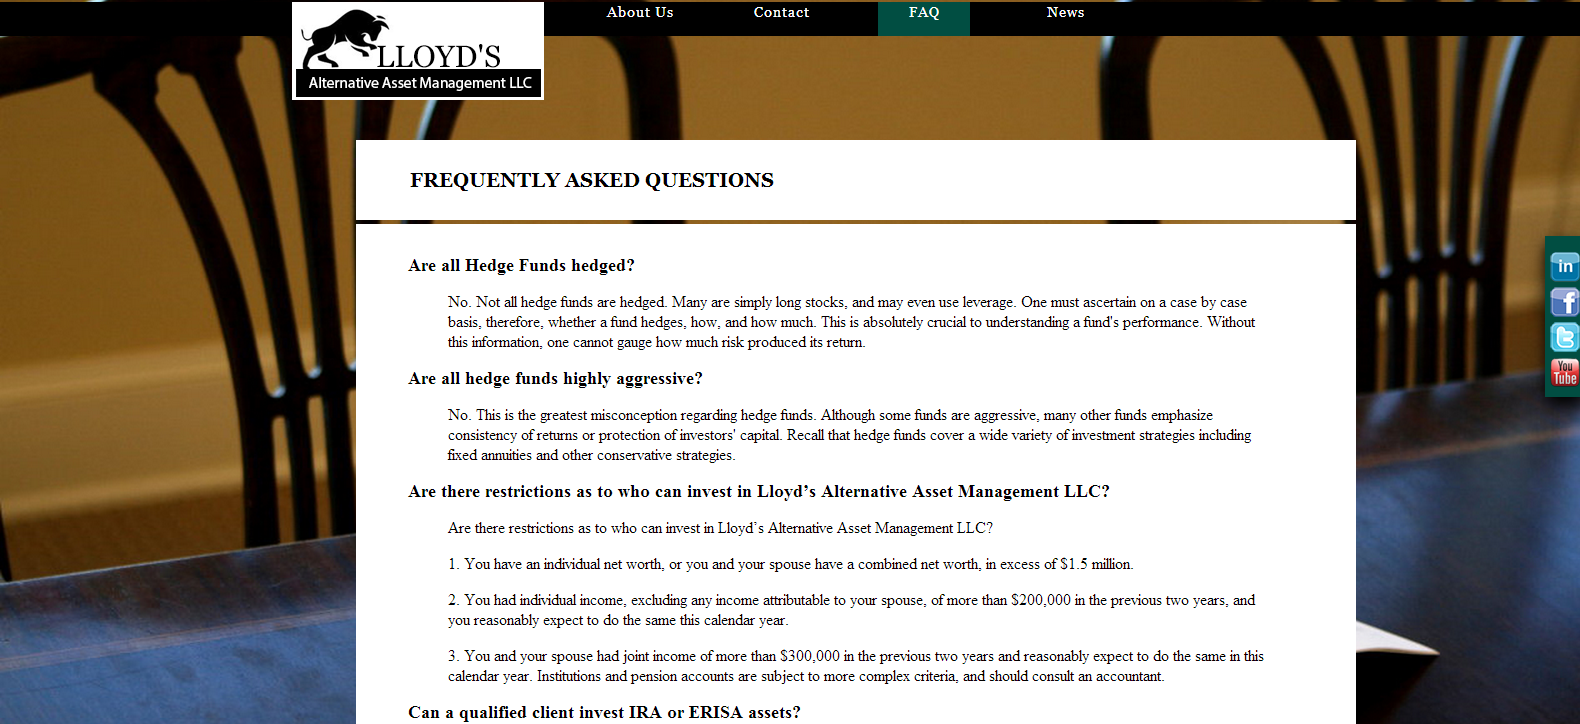 About Us Contact FAQ News
LLOYD'S
Alternative Asset Management LLC
FREQUENTLY ASKED QUESTIONS
Are all Hedge Funds hedged?
No. Not all hedge funds are hedged. Many are simply long stocks, and may even use leverage. One must ascertain on a case by case
basis, therefore, whether a fund hedges, how, and how much. This is absolutely crucial to understanding a fund's performance. Without
this information, one cannot gauge how much risk produced its return.
Are all hedge funds highly aggressive?
No. This is the greatest misconception regarding hedge funds. Although some funds are aggressive, many other funds emphasize
consistency of returns or protection of investors' capital. Recall that hedge funds cover a wide variety of investment strategies including
fixed annuities and other conservative strategies.
Are there restrictions as to who can invest in Lloyd’s Alternative Asset Management LLC?
Are there restrictions as to who can invest in Lloyd’s Alternative Asset Management LLC?
1. You have an individual net worth, or you and your spouse have a combined net worth, in excess of $1.5 million.
2. You had individual income, excluding any income attributable to your spouse, of more than $200,000 in the previous two years, and
you reasonably expect to do the same this calendar year.
3. You and your spouse had joint income of more than $300,000 in the previous two years and reasonably expect to do the same in this
calendar year. Institutions and pension accounts are subject to more complex criteria, and should consult an accountant.
Can a qualified client invest IRA or ERISA assets?
in
f
t
You
Tube